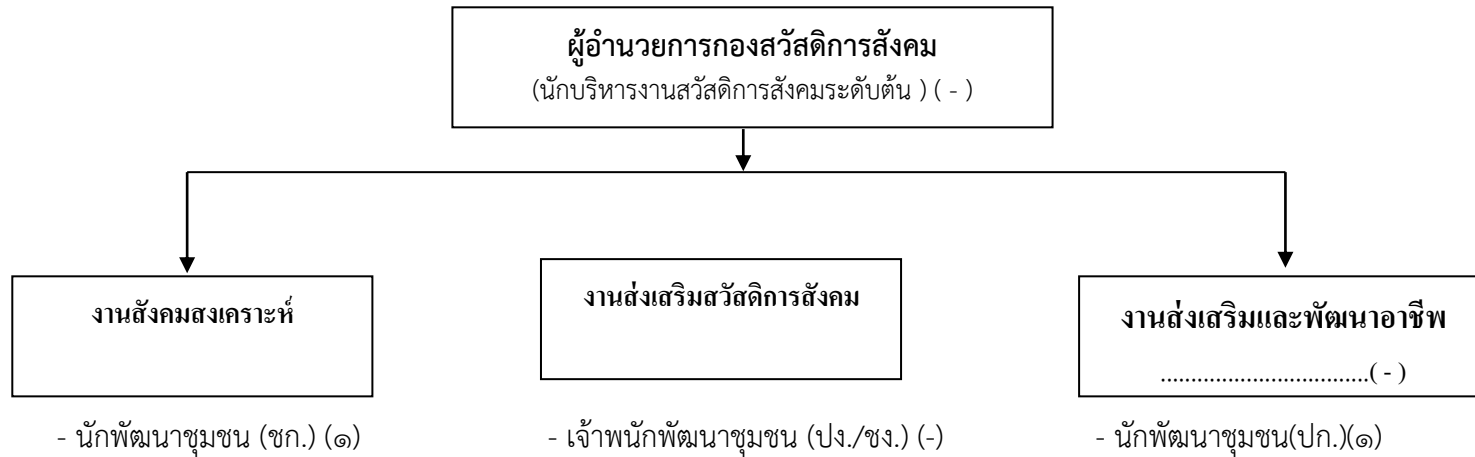 ผู้อำนวยการกองสวัสดิการสังคม
(นักบริหารงานสวัสดิการสังคมระดับต้น ) ( - )
งานสังคมสงเคราะห์
งานส่งเสริมสวัสดิการสังคม
งานส่งเสริมและพัฒนาอาชีพ
...................................( - )
- นักพัฒนาชุมชน (ชก.) (๑)
- เจ้าพนักพัฒนาชุมชน (ปง./ชง.) (-)
- นักพัฒนาชุมชน(ปก.)(๑)